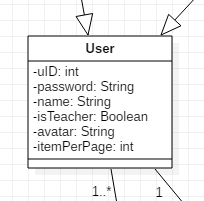 User
-uID: int
-password: String
-name: String
-isTeacher: Boolean
-avatar: String
-itemPerPage: int
1..* 1